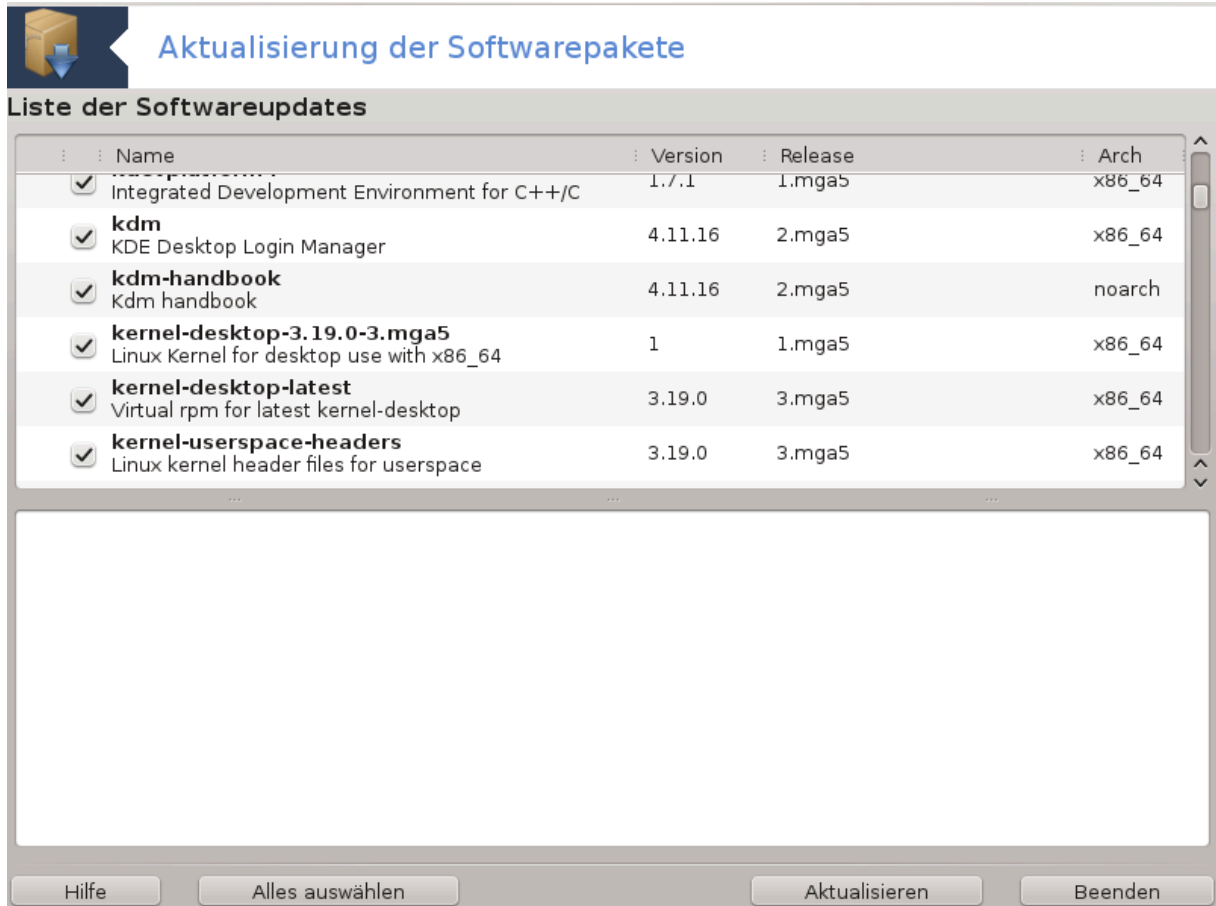 Aktualisierung der Softwarepakete
Liste der Softwareupdates
Name Version Release Arch
1.7.1 1.mga5 x86_64
Integrated Development Environment for C++/C
kdm 4.11.16 2.mga5 x86_64
KDE Desktop Login Manager
kdm-handbook 4.11.16 2.mga5 noarch
Kdm handbook
kernel-desktop-3.19.0-3.mga5 1 1.mga5 x86_64
Linux Kernel for desktop use with x86_64
kernel-desktop-latest 3.19.0 3.mga5 x86_64
Virtual rpm for latest kernel-desktop
kernel-userspace-headers 3.19.0 3.mga5 x86_64
Linux kernel header files for userspace
Hilfe Alles auswählen Aktualisieren Beenden